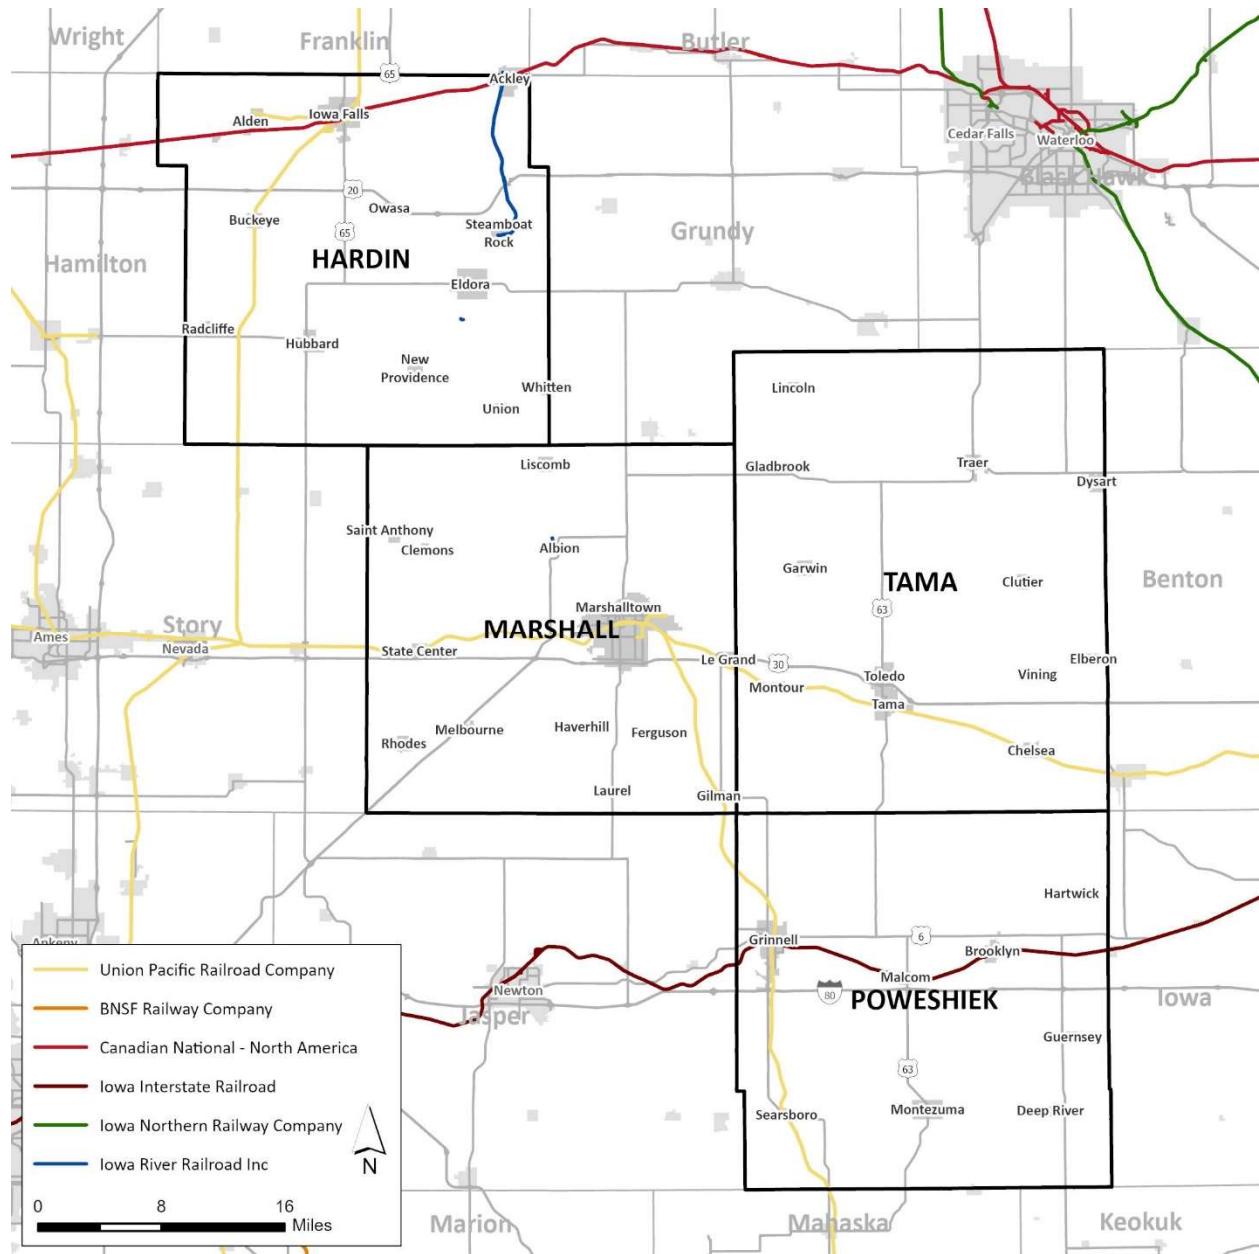 Wright
Franklin
Butler
65
Ackley
Iowa Falls
Alden
Cedar Falls
Waterloo
Black Hawk
20
Owasa
Buckeye
65
Steamboat
Rock
Grundy
HARDIN
Hamilton
Eldora
Radcliffe
Hubbard
New
Providence
Whitten
Union
Lincoln
Liscomb
Gladbrook
Traer
Dysart
Saint Anthony
Clemons
Albion
Garwin
TAMA
Clutier
Benton
63
Marshalltown
Story
MARSHALL
Ames
Nevada
State Center
Le Grand
30
Elberon
Toledo
Vining
Montour
Tama
Melbourne
Haverhill
Ferguson
Rhodes
Chelsea
Laurel
Gilman
Hartwick
Grinnell
6
Brooklyn
Ankeny
Malcom
Newton
80
POWESHIEK
Iowa
Jasper
Guernsey
63
Searsboro
Montezuma
Deep River
Marion
Mahaska
Keokuk
Union Pacific Railroad Company
BNSF Railway Company
Canadian National - North America
Iowa Interstate Railroad
Iowa Northern Railway Company
Iowa River Railroad Inc
N
0 8 16
Miles